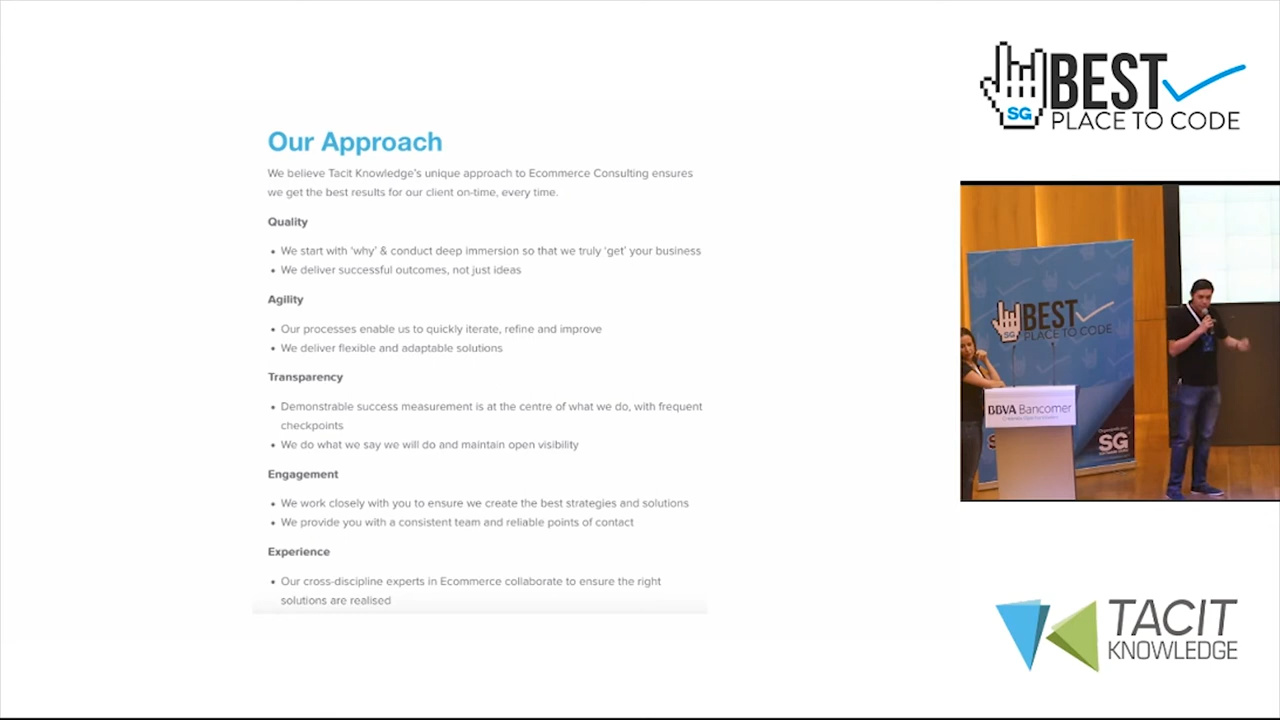 Our Approach
We believe Tacit Knowledge's unique approach to Ecommerce Consulting ensures
we get the best results for our client on-time, every time.
Quality
• We start with 'why' & conduct deep immersion so that we truly 'get' your business
• We deliver successful outcomes, not just ideas
Agility
• Our processes enable us to quickly iterate, refine and improve
• We deliver flexible and adaptable solutions
Transparency
• Demonstrable success measurement is at the centre of what we do, with frequent
checkpoints
• We do what we say we will do and maintain open visibility
Engagement
• We work closely with you to ensure we create the best strategies and solutions
• We provide you with a consistent team and reliable points of contact
Experience
• Our cross-discipline experts in Ecommerce collaborate to ensure the right
solutions are realised
SG
BEST
PLACE TO CODE
SG
BEST
PLACE TO CODE
BBVA Bancomer
SG
TACIT
KNOWLEDGE